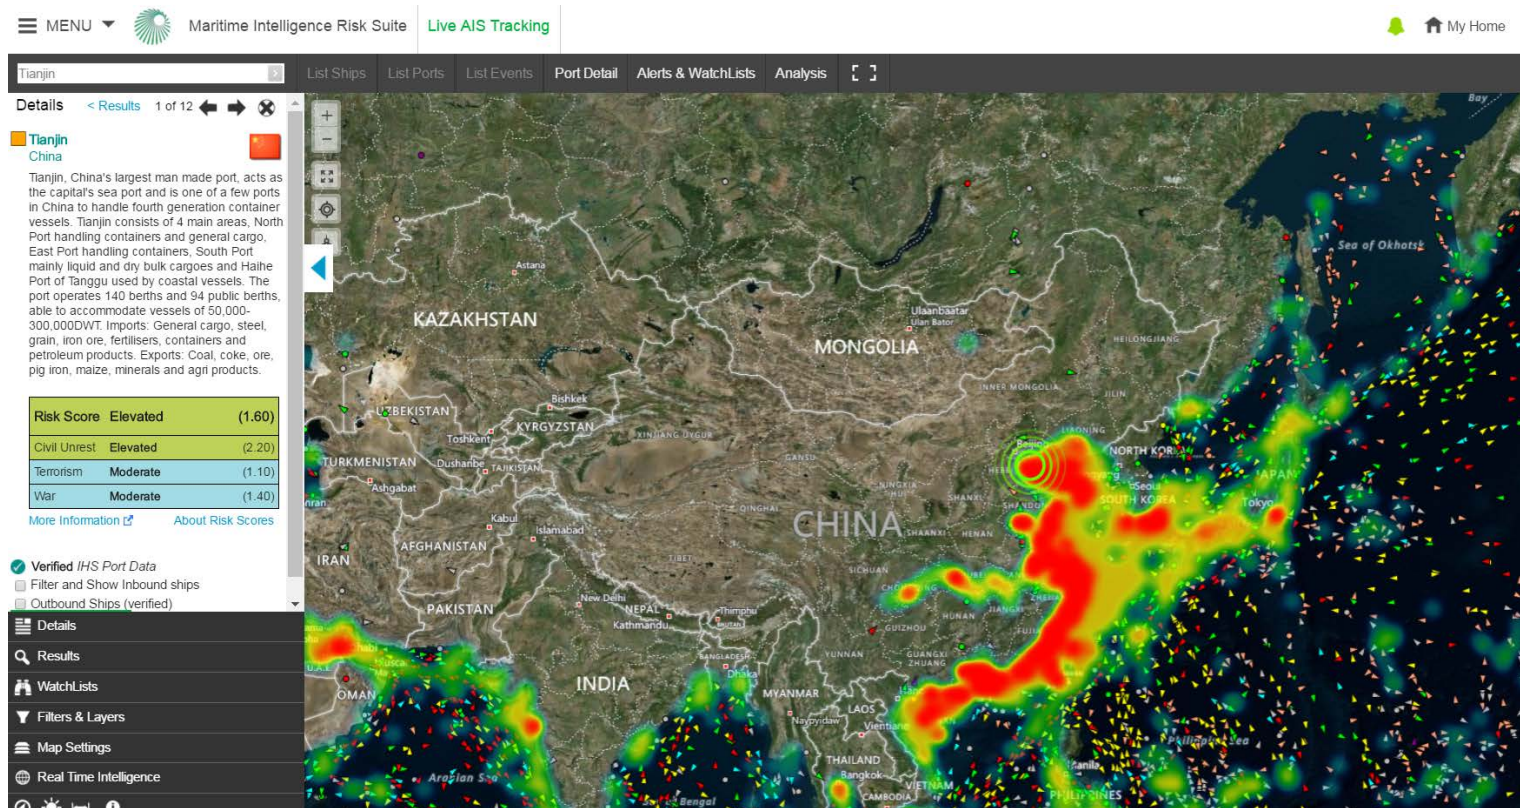 MENU
Maritime Intelligence Risk Suite
Live AIS Tracking
My Home
Tianjin
List Ships
List Ports
List Events
Port Detail
Alerts & WatchLists
Analysis
Details
< Results
1 of 12
Tianjin
China
Tianjin, China's largest man made port, acts as
the capital's sea port and is one of a few ports
in China to handle fourth generation container
vessels. Tianjin consists of 4 main areas, North
Port handling containers and general cargo,
East Port handling containers, South Port
mainly liquid and dry bulk cargoes and Haihe
Port of Tanggu used by coastal vessels. The
port operates 140 berths and 94 public berths,
able to accommodate vessels of 50,000-
300,000DWT. Imports: General cargo, steel,
grain, iron ore, fertilisers, containers and
petroleum products. Exports: Coal, coke, ore,
pig iron, maize, minerals and agri products.
Risk Score Elevated (1.60)
Civil Unrest Elevated (2.20)
Terrorism Moderate (1.10)
War Moderate (1.40)
More Information
About Risk Scores
Verified IHS Port Data
Filter and Show Inbound ships
Outbound Ships (verified)
Details
Results
WatchLists
Filters & Layers
Map Settings
Real Time Intelligence
Bay
Sea of Okhotsk
Astana
KAZAKHSTAN
Ulaanbaatar
Ulan Bator
MONGOLIA
HEILONGJIANG
INNER MONGOLIA
JILIN
Bishkek
UZBEKISTAN
KYRGYZSTAN
Toshkent
XINJIANG UYGUR
LIAONING
Beijing
NORTH KOR
TURKMENISTAN
Dushanbe
TAJIKISTAN
GANSU
Ashgabat
Seoul
SOUTH KOREA
JAPAN
Tokyo
NINGXIA
HUI
SHANXI
SHANDON
QINGHAI
Kabul
Islamabad
CHINA
SHAANXI
HENAN
AFGHANISTAN
IRAN
TIBET
SICHUAN
PAKISTAN
New Delhi
NEPAL
Kathmandu
Thimphu
BHUTAN
ZHEJIA
HUNAN
JIANGXI
GUIZHOU
FUJI
YUNNAN
GUANGXI
ZHUANG
BANGLADESH
Dhaka
INDIA
OMAN
MYANMAR
LAOS
Naypyidaw
Vientiane
Philippine Sea
THAILAND
Bangkok
VIETNAM
CAMBODIA
Manila
PHILIPPINES
Arabian Sea
Bengal